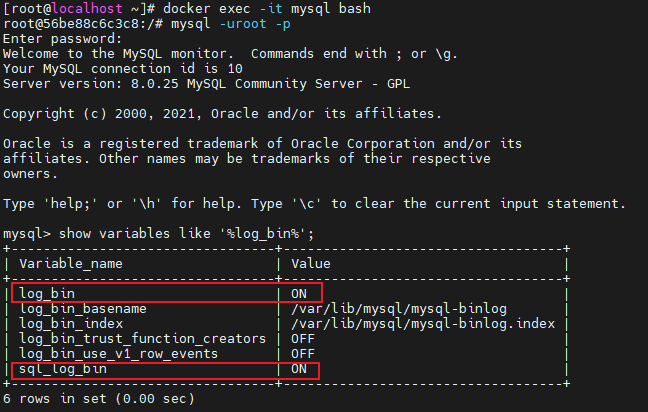 [root@localhost ~]# docker exec -it mysql bash
root@56be88c6c3c8:/# mysql -uroot -p
Enter password:
Welcome to the MySQL monitor.  Commands end with ; or \g.
Your MySQL connection id is 10
Server version: 8.0.25 MySQL Community Server - GPL

Copyright (c) 2000, 2021, Oracle and/or its affiliates.

Oracle is a registered trademark of Oracle Corporation and/or its
affiliates. Other names may be trademarks of their respective
owners.

Type 'help;' or '\h' for help. Type '\c' to clear the current input statement.

mysql> show variables like '%log_bin%';
+---------------------------------+----------------------------------+
| Variable_name                   | Value                            |
+---------------------------------+----------------------------------+
| log_bin                         | ON                               |
| log_bin_basename                | /var/lib/mysql/mysql-binlog      |
| log_bin_index                   | /var/lib/mysql/mysql-binlog.index |
| log_bin_trust_function_creators | OFF                              |
| log_bin_use_v1_row_events       | OFF                              |
| sql_log_bin                     | ON                               |
+---------------------------------+----------------------------------+
6 rows in set (0.00 sec)